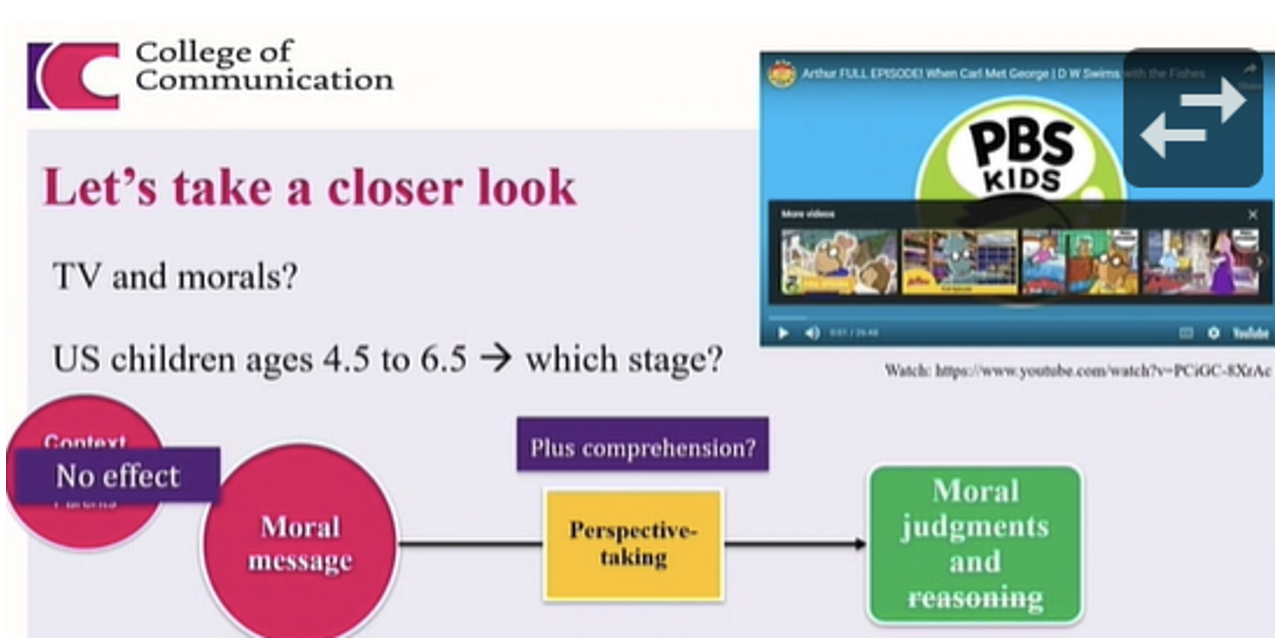 College of
Communication
Arthur FULL EPISODE! When Carl Met George | D W Swims with the Fishes
Share
PBS
KIDS
More videos
Let's take a closer look
TV and morals?
US children ages 4.5 to 6.5 → which stage?
YouTube
Watch: https://www.youtube.com/watch?v=PCiGC-8XrAc
Context
No effect
Parents
Plus comprehension?
Moral
message
Perspective-
taking
Moral
judgments
and
reasoning